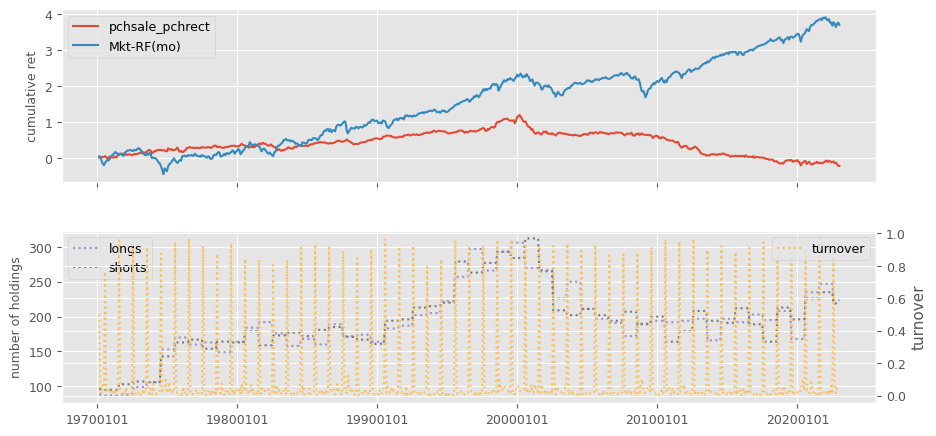 4
3
2
1
0
cumulative ret
pchsale_pchrect
Mkt-RF(mo)
300
250
200
150
100
number of holdings
longs
shorts
turnover
1.0
0.8
0.6
0.4
0.2
0.0
turnover
19700101
19800101
19900101
20000101
20100101
20200101